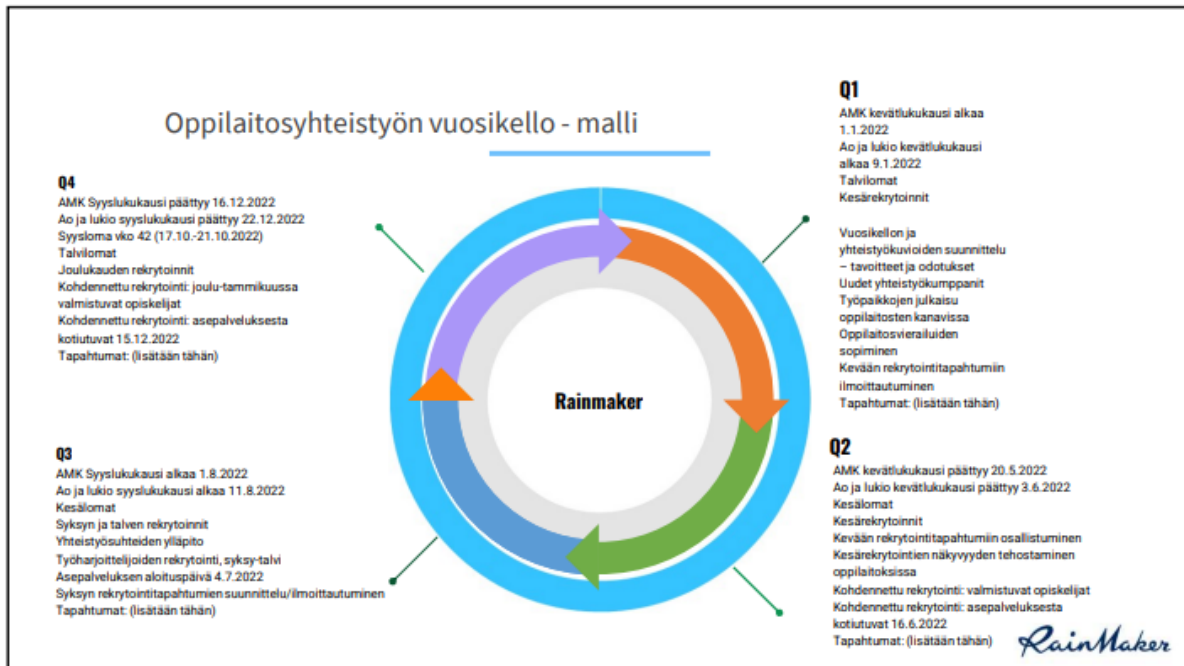 Oppilaitosyhteistyön vuosikello - malli
Q1
AMK kevätlukukausi alkaa
1.1.2022
Ao ja lukio kevätlukukausi
alkaa 9.1.2022
Talvilomat
Kesärekrytoinnit
Vuosikellon ja
yhteistyökuvioiden suunnittelu
– tavoitteet ja odotukset
Uudet yhteistyökumppanit
Työpaikkojen julkaisu
oppilaitosten kanavissa
Oppilaitosvierailuiden
sopiminen
Kevään rekrytointitapahtumiin
ilmoittautuminen
Tapahtumat: (lisätään tähän)
Q2
AMK kevätlukukausi päättyy 20.5.2022
Ao ja lukio kevätlukukausi päättyy 3.6.2022
Kesälomat
Kesärekrytoinnit
Kevään rekrytointitapahtumiin osallistuminen
Kesärekrytointien näkyvyyden tehostaminen
oppilaitoksissa
Kohdennettu rekrytointi: valmistuvat opiskelijat
Kohdennettu rekrytointi: asepalveluksesta
kotiutuvat 16.6.2022
Tapahtumat: (lisätään tähän)
Q3
AMK Syyslukukausi alkaa 1.8.2022
Ao ja lukio syyslukukausi alkaa 11.8.2022
Kesälomat
Syksyn ja talven rekrytoinnit
Yhteistyösuhteiden ylläpito
Työharjoittelijoiden rekrytointi, syksy-talvi
Asepalveluksen aloituspäivä 4.7.2022
Syksyn rekrytointitapahtumien suunnittelu/ilmoittautuminen
Tapahtumat: (lisätään tähän)
Q4
AMK Syyslukukausi päättyy 16.12.2022
Ao ja lukio syyslukukausi päättyy 22.12.2022
Syysloma vko 42 (17.10.-21.10.2022)
Talvilomat
Joulukauden rekrytoinnit
Kohdennettu rekrytointi: joulu-tammikuussa
valmistuvat opiskelijat
Kohdennettu rekrytointi: asepalveluksesta
kotiutuvat 15.12.2022
Tapahtumat: (lisätään tähän)
Rainmaker
RainMaker